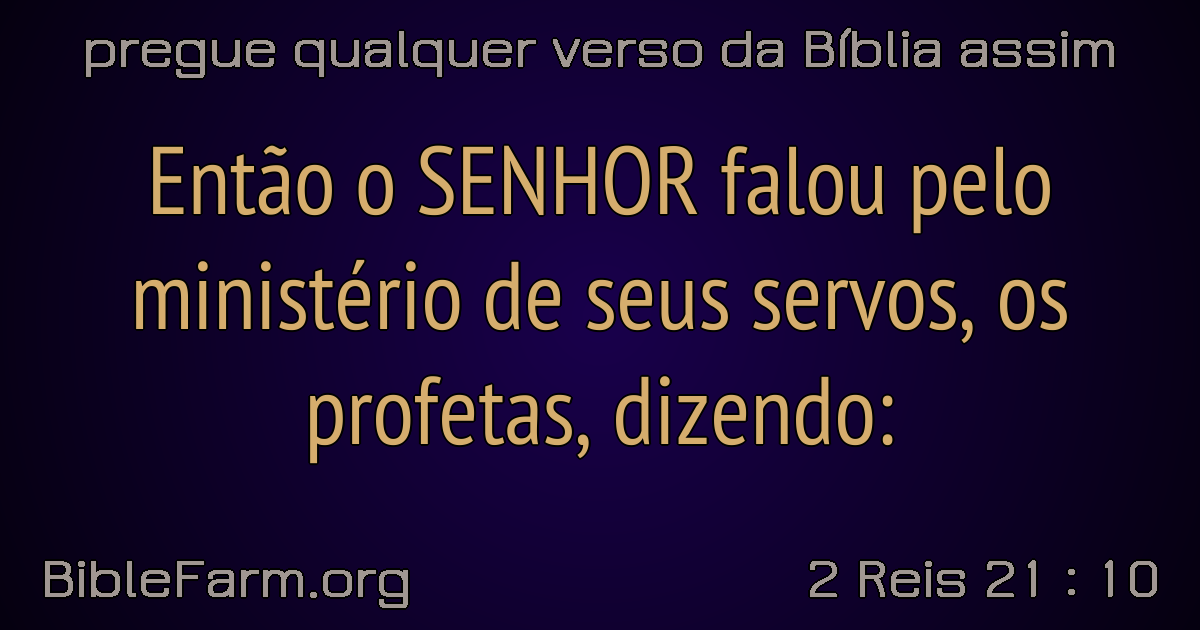 pregue qualquer verso da Bíblia assim
Então o SENHOR falou pelo
ministério de seus servos, os
profetas, dizendo:
BibleFarm.org
2 Reis 21 : 10